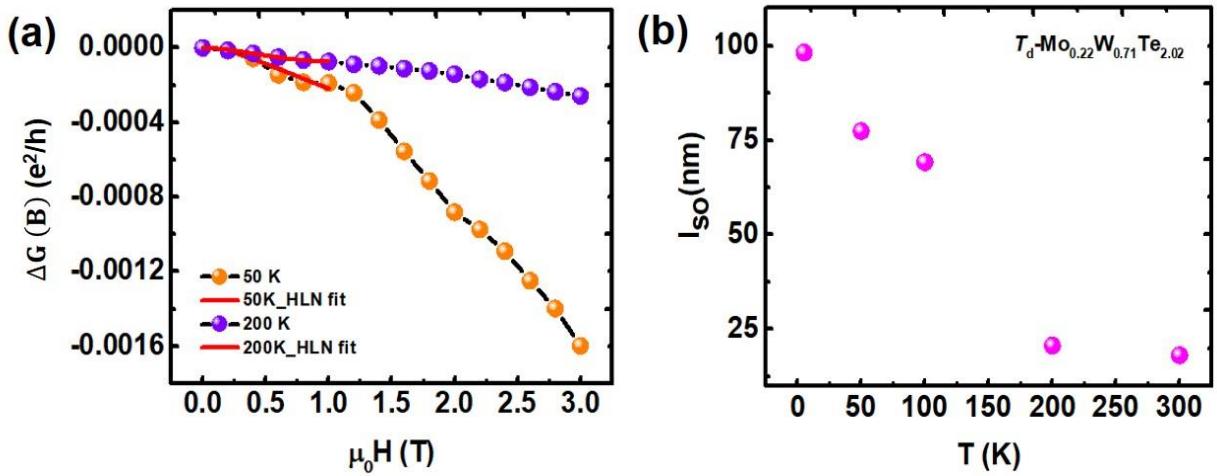 (a)
0.0000
-0.0004
-0.0008
-0.0012
-0.0016
ΔG (B) (e²/h)
50 K
50K_HLN fit
200 K
200K_HLN fit
0.0 0.5 1.0 1.5 2.0 2.5 3.0
μ₀H (T)
(b)
T_d-Mo₀.₂₂W₀.₇₁Te₂.₀₂
100
75
50
25
I_SO(nm)
0 50 100 150 200 250 300
T (K)